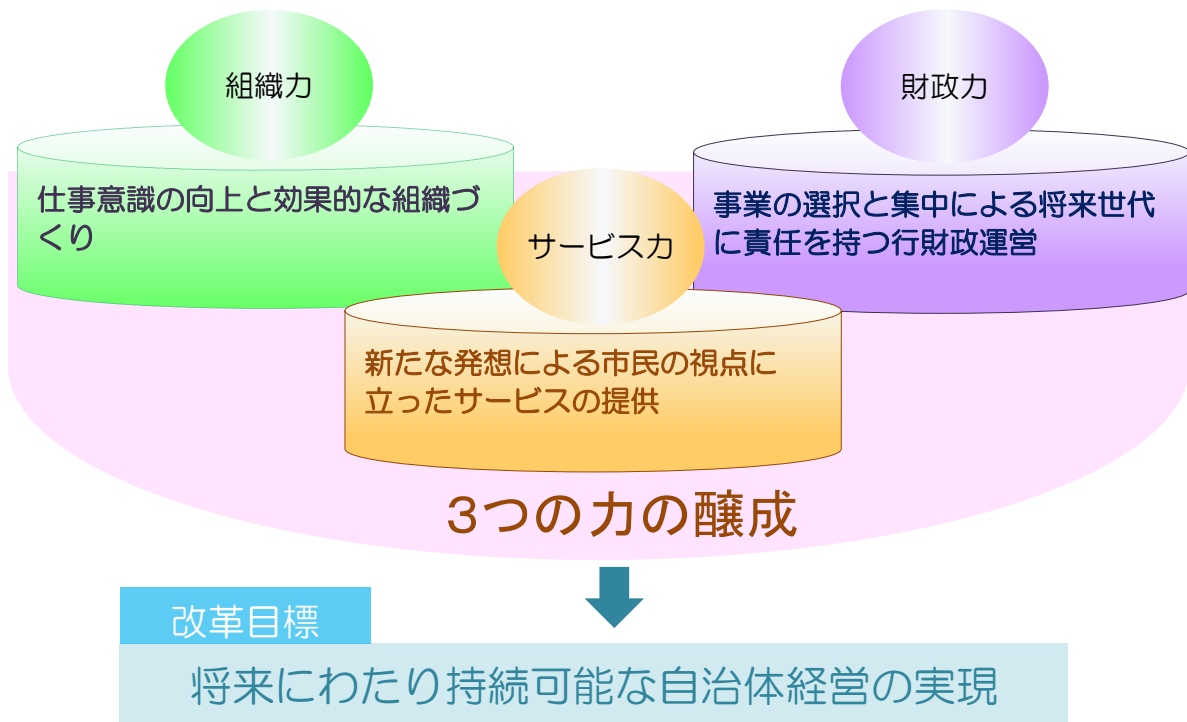 組織力
仕事意識の向上と効果的な組織づ
くり
財政力
事業の選択と集中による将来世代
に責任を持つ行財政運営
サービス力
新たな発想による市民の視点に
立ったサービスの提供
３つの力の醸成
改革目標
将来にわたり持続可能な自治体経営の実現